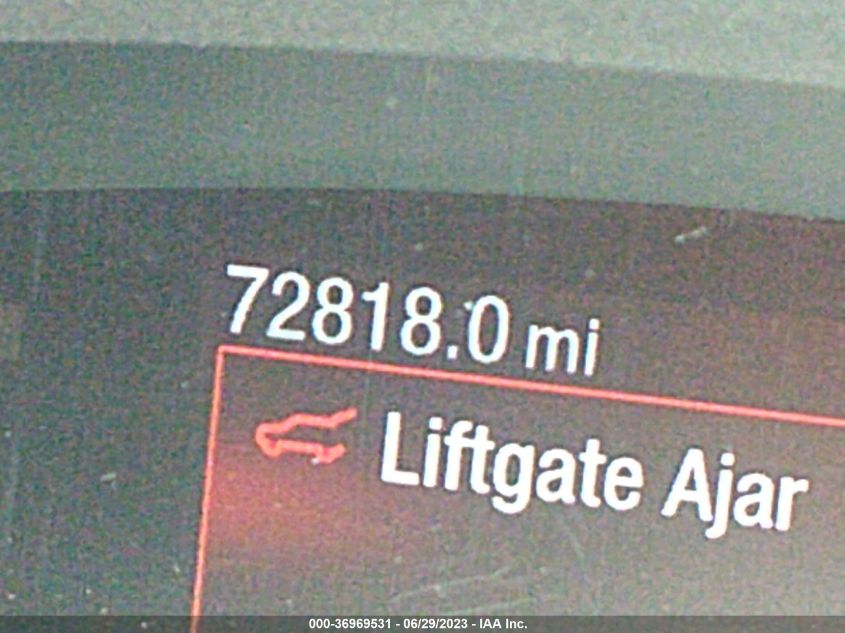 72818.0 mi
Liftgate Ajar
000-36969531 - 06/29/2023 - IAA Inc.